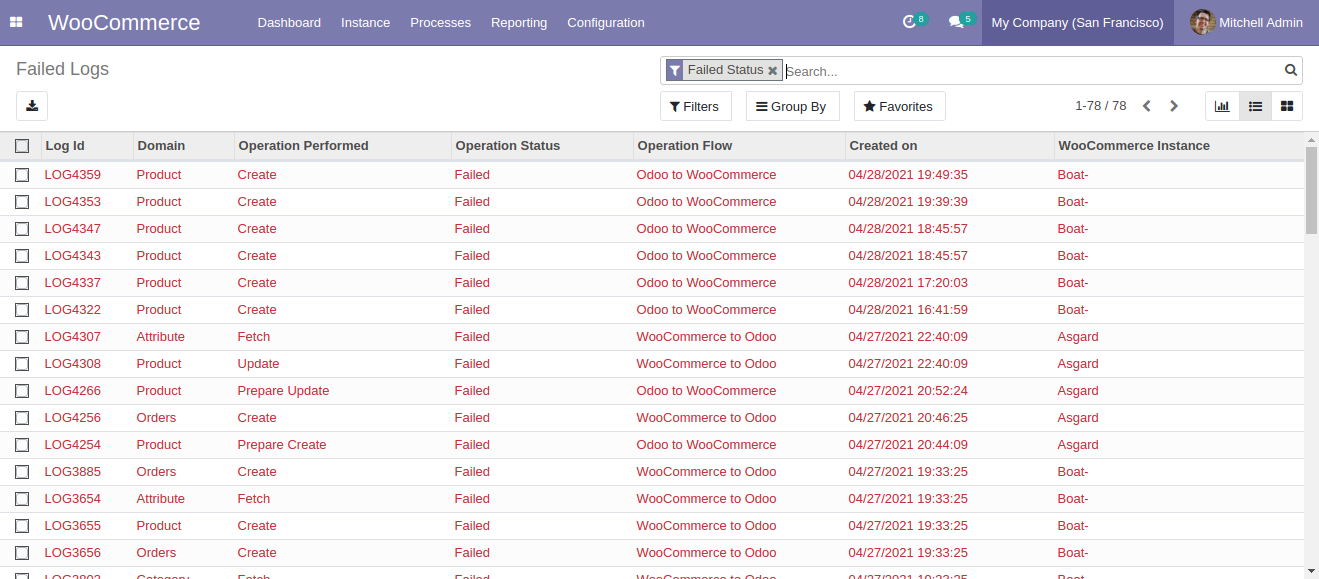 WooCommerce Dashboard Instance Processes Reporting Configuration 8 5 My Company (San Francisco) Mitchell Admin
Failed Logs
Failed Status Search...
Filters Group By Favorites 1-78 / 78
Log Id Domain Operation Performed Operation Status Operation Flow Created on WooCommerce Instance
LOG4359 Product Create Failed Odoo to WooCommerce 04/28/2021 19:49:35 Boat-
LOG4353 Product Create Failed Odoo to WooCommerce 04/28/2021 19:39:39 Boat-
LOG4347 Product Create Failed Odoo to WooCommerce 04/28/2021 18:45:57 Boat-
LOG4343 Product Create Failed Odoo to WooCommerce 04/28/2021 18:45:57 Boat-
LOG4337 Product Create Failed Odoo to WooCommerce 04/28/2021 17:20:03 Boat-
LOG4322 Product Create Failed Odoo to WooCommerce 04/28/2021 16:41:59 Boat-
LOG4307 Attribute Fetch Failed WooCommerce to Odoo 04/27/2021 22:40:09 Asgard
LOG4308 Product Update Failed WooCommerce to Odoo 04/27/2021 22:40:09 Asgard
LOG4266 Product Prepare Update Failed Odoo to WooCommerce 04/27/2021 20:52:24 Asgard
LOG4256 Orders Create Failed WooCommerce to Odoo 04/27/2021 20:46:25 Asgard
LOG4254 Product Prepare Create Failed Odoo to WooCommerce 04/27/2021 20:44:09 Asgard
LOG3885 Orders Create Failed WooCommerce to Odoo 04/27/2021 19:33:25 Boat-
LOG3654 Attribute Fetch Failed WooCommerce to Odoo 04/27/2021 19:33:25 Boat-
LOG3655 Product Create Failed WooCommerce to Odoo 04/27/2021 19:33:25 Boat-
LOG3656 Orders Create Failed WooCommerce to Odoo 04/27/2021 19:33:25 Boat-
Category Fetch Failed WooCommerce to Odoo 04/27/2021 19:33:25 Boat-